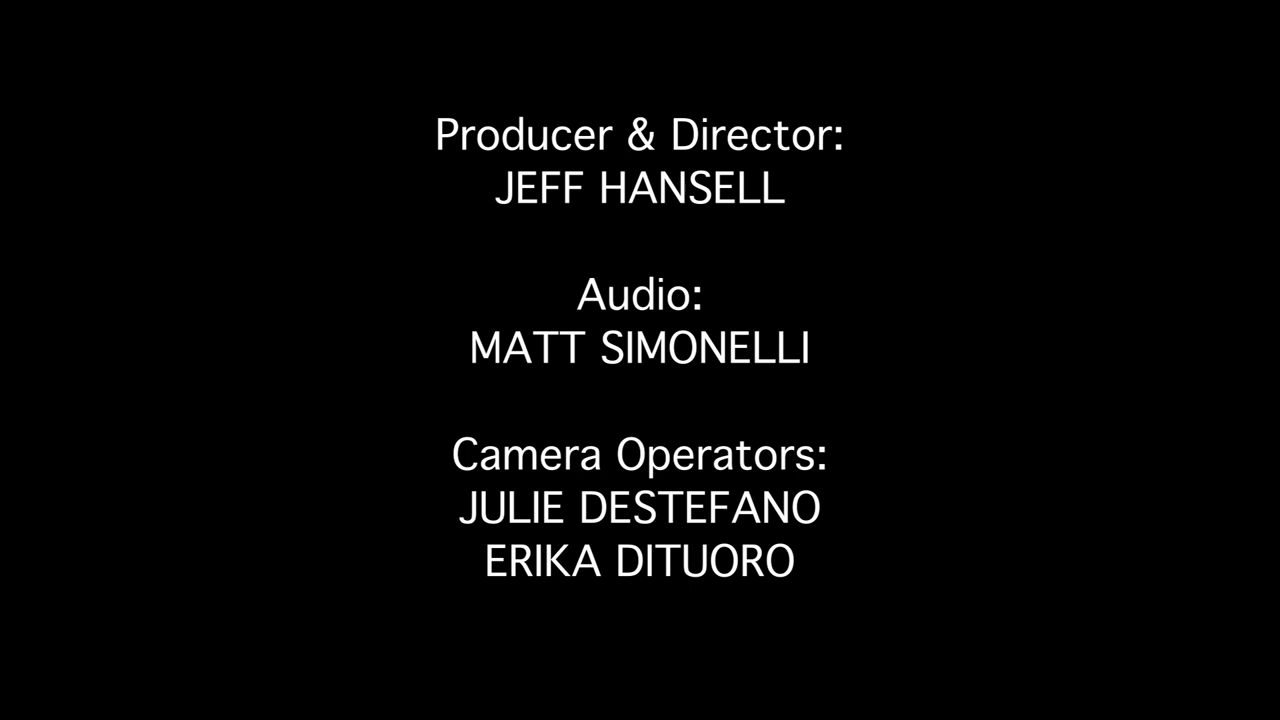 Producer & Director:
JEFF HANSELL
Audio:
MATT SIMONELLI
Camera Operators:
JULIE DESTEFANO
ERIKA DITUORO